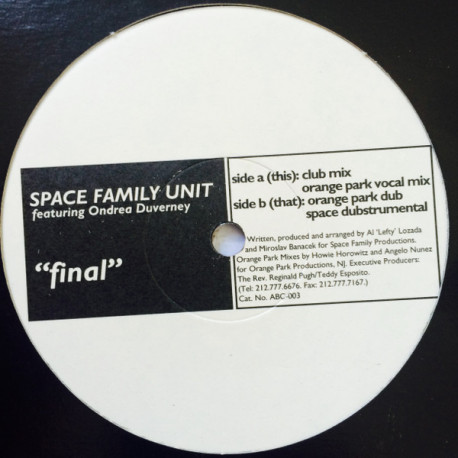 SPACE FAMILY UNIT
featuring Ondrea Duverney
"final"
side a (this): club mix
orange park vocal mix
side b (that): orange park dub
space dubstrumental
Written, produced and arranged by Al 'Lefty' Lozada
and Miroslav Banacek for Space Family Productions.
Orange Park Mixes by Howie Horowitz and Angelo Nunez
for Orange Park Productions, NJ. Executive Producers:
The Rev. Reginald Pugh/Teddy Esposito.
(Tel: 212.777.6676. Fax: 212.777.7167.)
Cat. No. ABC-003